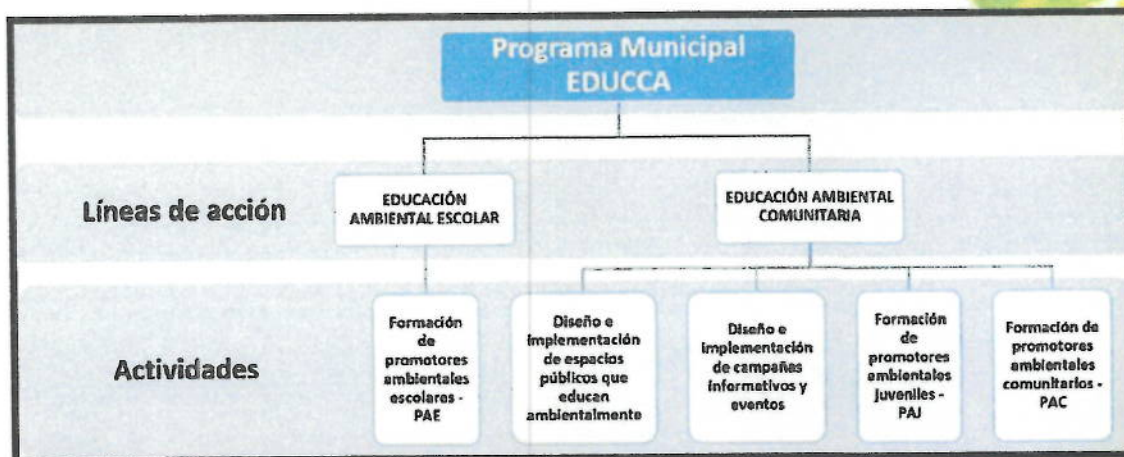 Programa Municipal
EDUCCA
Líneas de acción
EDUCACIÓN
AMBIENTAL ESCOLAR
EDUCACIÓN AMBIENTAL
COMUNITARIA
Actividades
Formación
de
promotores
ambientales
escolares -
PAE
Diseño e
implementación
de espacios
públicos que
educan
ambientalmente
Diseño e
implementación
de campañas
informativos y
eventos
Formación
de
promotores
ambientales
juveniles -
PAJ
Formación de
promotores
ambientales
comunitarios -
PAC